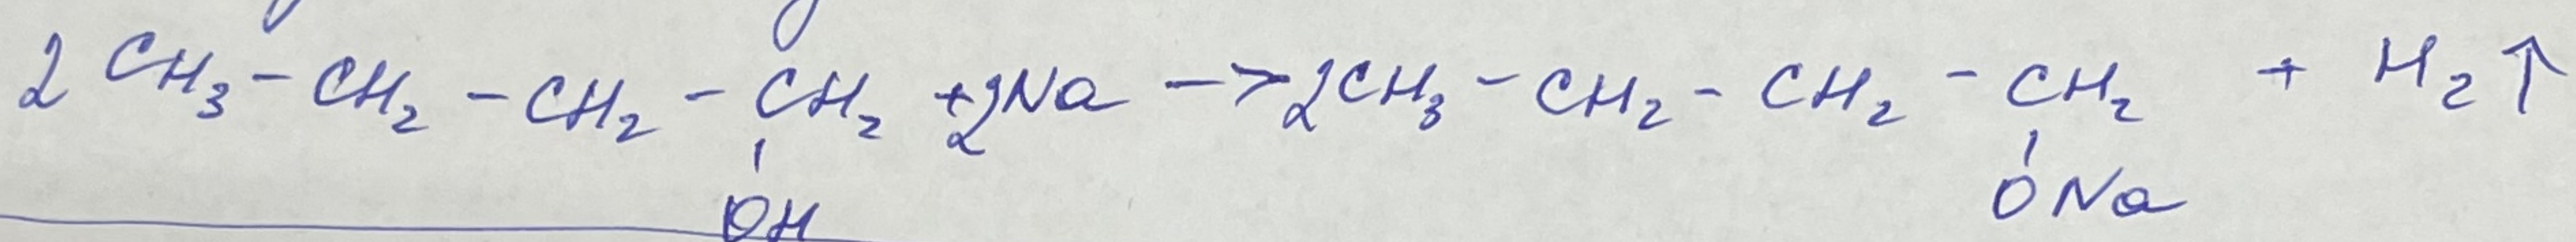 2 CH₃ - CH₂ - CH₂ - CH₂ + 2Na -> 2CH₃ - CH₂ - CH₂ - CH₂ + H₂↑
OH ONa